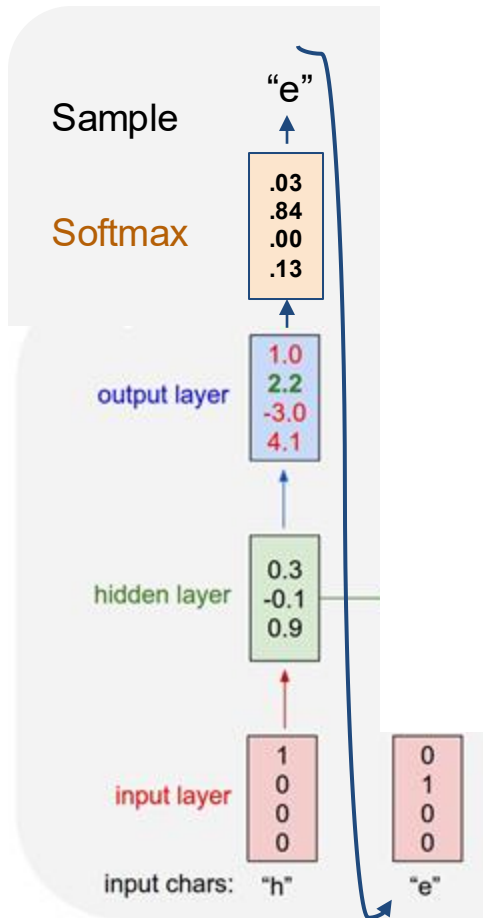 “e”
Sample
.03
.84
.00
.13
Softmax
1.0
2.2
-3.0
4.1
output layer
0.3
-0.1
0.9
hidden layer
1
0
0
0
input layer
0
1
0
0
input chars: “h” “e”